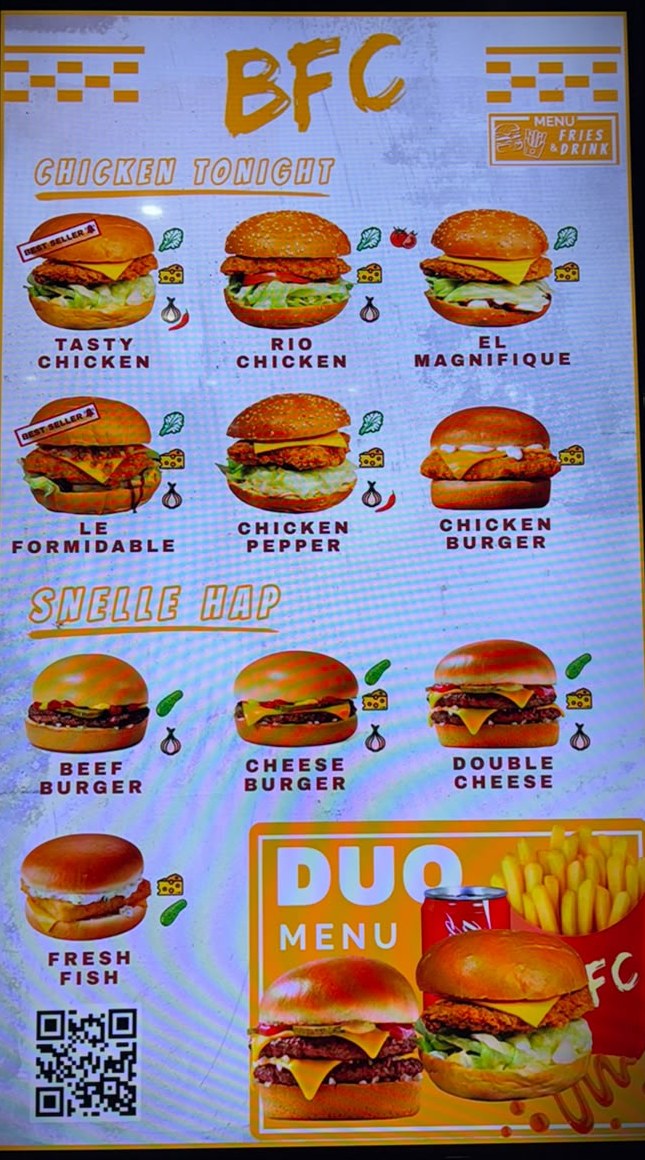 BFC
MENU
FRIES
& DRINK
CHICKEN TONIGHT
BEST SELLER
TASTY
CHICKEN
RIO
CHICKEN
EL
MAGNIFIQUE
BEST SELLER
LE
FORMIDABLE
CHICKEN
PEPPER
CHICKEN
BURGER
SNELLE HAP
BEEF
BURGER
CHEESE
BURGER
DOUBLE
CHEESE
FRESH
FISH
DUO
MENU
FC